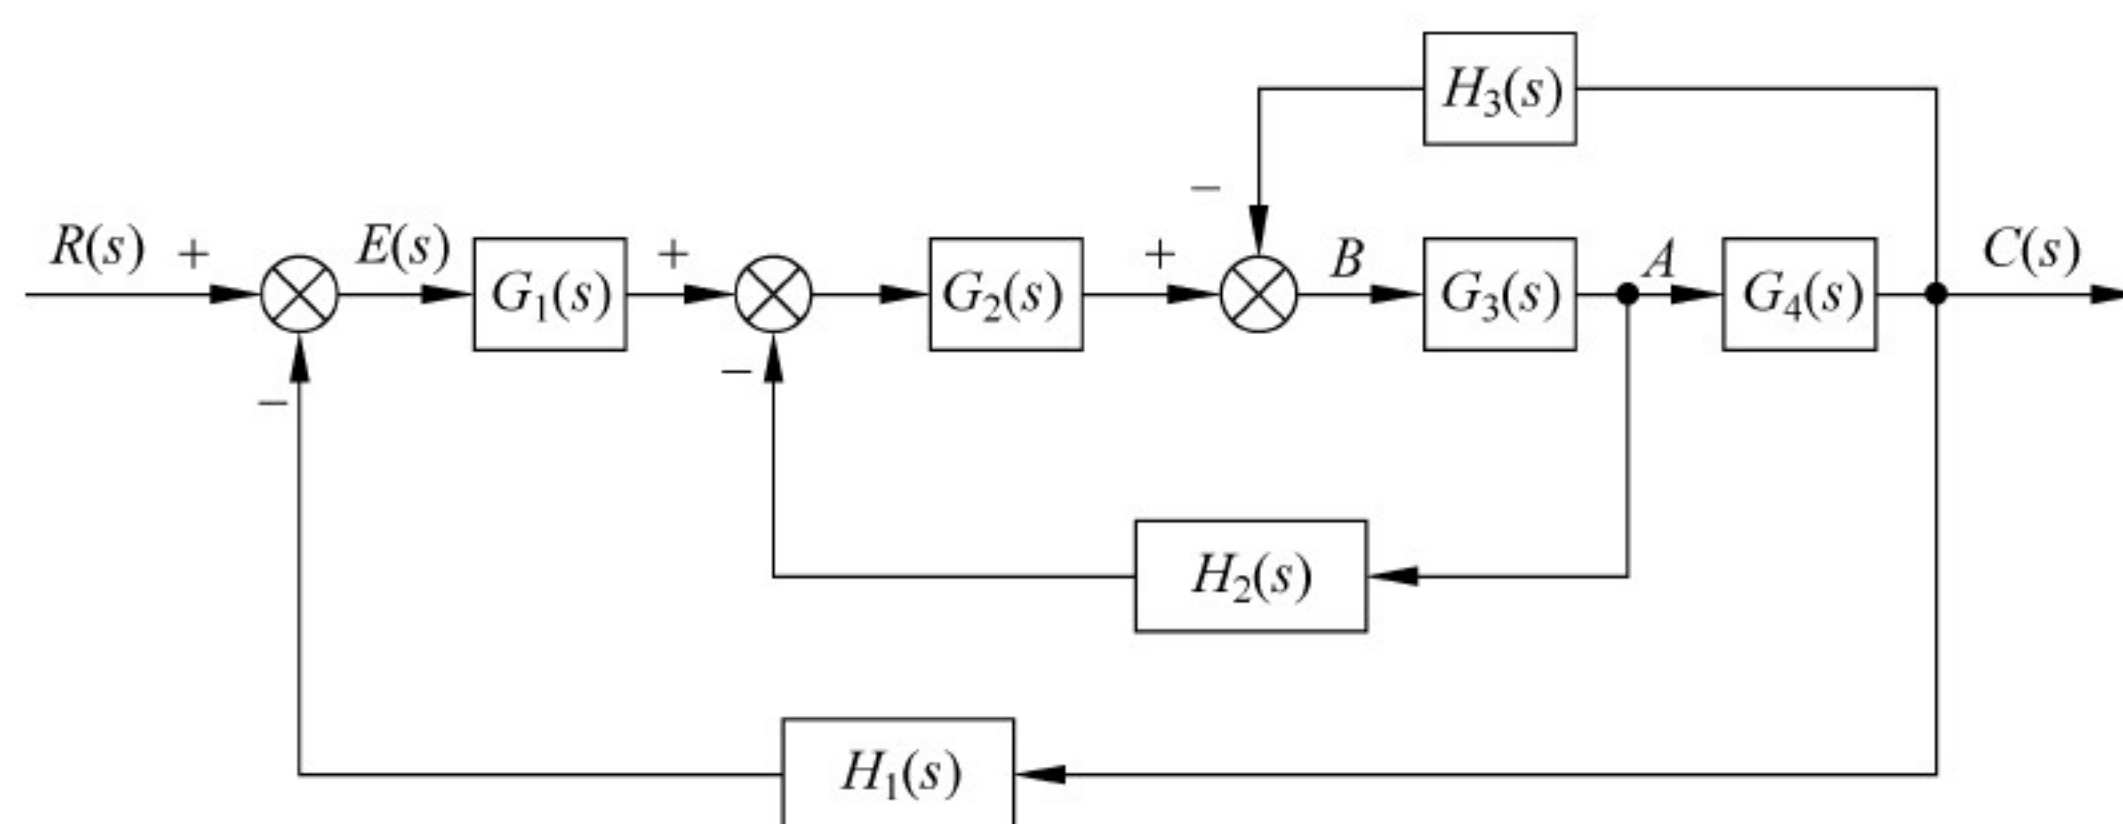 H₃(s)
−
R(s) + E(s) G₁(s) + G₂(s) + B G₃(s) A G₄(s) C(s)
−
−
H₂(s)
H₁(s)